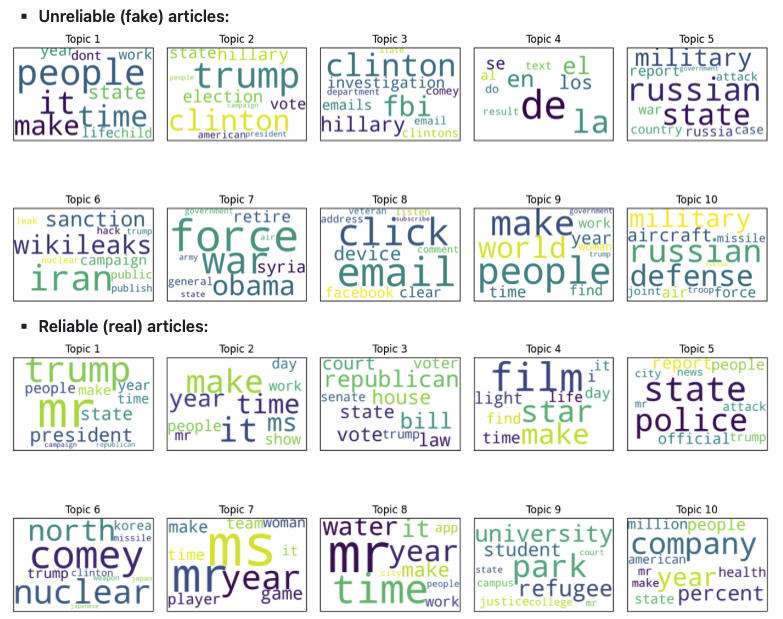 ▪ Unreliable (fake) articles:
Topic 1 Topic 2 Topic 3 Topic 4 Topic 5
year dont work people it state make time life child
state hillary people trump election vote campaign clinton american president
state clinton investigation department comey emails fbi hillary email clintons
se text el al en los do de result la
military report government attack russian war state country russia case
Topic 6 Topic 7 Topic 8 Topic 9 Topic 10
leak sanction hack trump wikileaks nuclear campaign iran public publish
government retire force air army war syria general obama state
veteran listen address subscribe click device comment email facebook clear
government make work year world woman trump people time find
military aircraft missile russian defense joint air troop force
▪ Reliable (real) articles:
Topic 1 Topic 2 Topic 3 Topic 4 Topic 5
trump people make year time mr state president campaign republican
day make work year time people it ms mr show
court voter republican senate house state bill vote trump law
film it i light life day find star time make
report people city news state mr police attack official trump
Topic 6 Topic 7 Topic 8 Topic 9 Topic 10
north korea missile comey trump clinton weapon japan nuclear japanese
make team woman time ms it mr year player game
water it app mr year city make time people work
university student court park state campus refugee justice college mr
million people company american mr year health make state percent